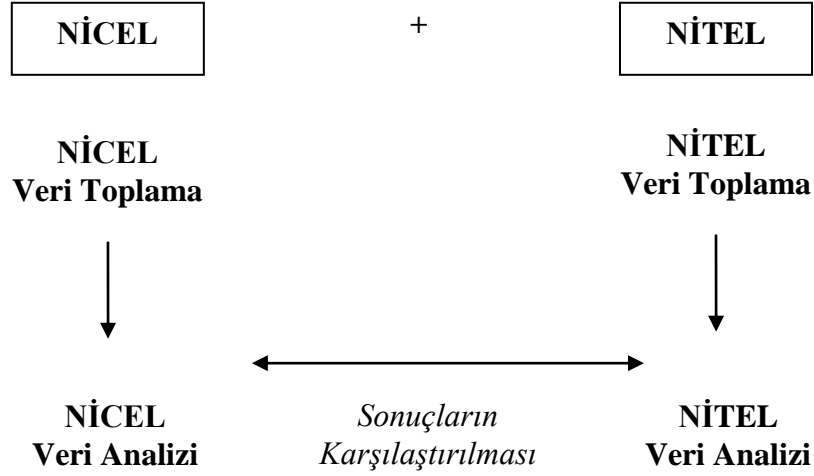 NİCEL + NİTEL
NİCEL
Veri Toplama
NİTEL
Veri Toplama
NİCEL
Veri Analizi
Sonuçların
Karşılaştırılması
NİTEL
Veri Analizi